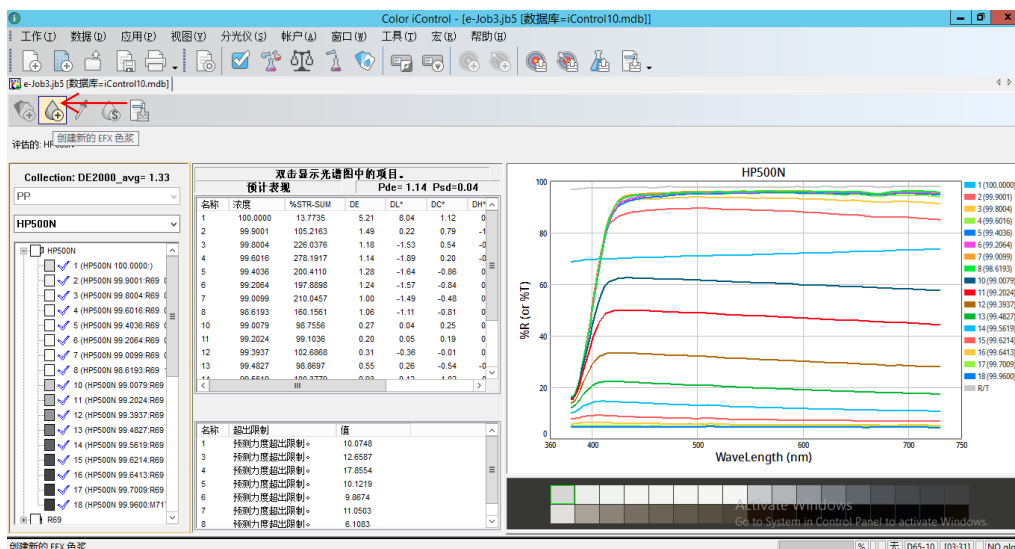 Color iControl - [e-Job3.jb5 [数据库=iControl10.mdb]]
工作(I) 数据(D) 应用(P) 视图(Y) 分光仪(S) 帐户(A) 窗口(W) 工具(T) 宏(R) 帮助(H)
e-Job3.jb5 [数据库=iControl10.mdb]
创建新的 EFX 色浆
评估的: HP500N
Collection: DE2000_avg= 1.33
PP
HP500N
HP500N
1 (HP500N 100.0000:)
2 (HP500N 99.9001:R69
3 (HP500N 99.8004:R69
4 (HP500N 99.6016:R69
5 (HP500N 99.4036:R69
6 (HP500N 99.2064:R69
7 (HP500N 99.0099:R69
8 (HP500N 98.6193:R69
10 (HP500N 99.0079:R69
11 (HP500N 99.2024:R69
12 (HP500N 99.3937:R69
13 (HP500N 99.4827:R69
14 (HP500N 99.5619:R69
15 (HP500N 99.6214:R69
16 (HP500N 99.6413:R69
17 (HP500N 99.7009:R69
18 (HP500N 99.9600:M71
R69
双击显示光谱图中的项目。
预计表现 Pde= 1.14 Psd=0.04
名称 浓度 %STR-SUM DE DL* DC* DH*
1 100.0000 13.7735 5.21 8.04 1.12 0
2 99.9001 105.2163 1.49 0.22 0.79 -1
3 99.8004 226.0376 1.18 -1.53 0.54 -0
4 99.6016 278.1917 1.14 -1.89 0.20 -0
5 99.4036 200.4110 1.28 -1.64 -0.86 0
6 99.2064 197.8898 1.24 -1.57 -0.84 0
7 99.0099 210.0457 1.00 -1.49 -0.48 0
8 98.6193 160.1561 1.06 -1.11 -0.81 0
10 99.0079 98.7556 0.27 0.04 0.25 0
11 99.2024 99.1036 0.20 0.05 0.19 0
12 99.3937 102.6868 0.31 -0.36 -0.01 0
13 99.4827 98.8697 0.55 0.26 -0.54 -0
名称 超出限制 值
1 预测力度超出限制。 10.0748
3 预测力度超出限制。 12.6587
4 预测力度超出限制。 17.8554
5 预测力度超出限制。 10.1219
6 预测力度超出限制。 9.8674
7 预测力度超出限制。 11.0503
8 预测力度超出限制。 6.1083
HP500N
%R (or %T)
100
80
60
40
20
0
360 400 500 600 700 750
WaveLength (nm)
1 (100.0000)
2 (99.9001)
3 (99.8004)
4 (99.6016)
5 (99.4036)
6 (99.2064)
7 (99.0099)
8 (98.6193)
10 (99.0079)
11 (99.2024)
12 (99.3937)
13 (99.4827)
14 (99.5619)
15 (99.6214)
16 (99.6413)
17 (99.7009)
18 (99.9600)
R/T
Activate Windows
Go to System in Control Panel to activate Windows.
创建新的 EFX 色浆 % 无 D65-10 [03:31] NO glo